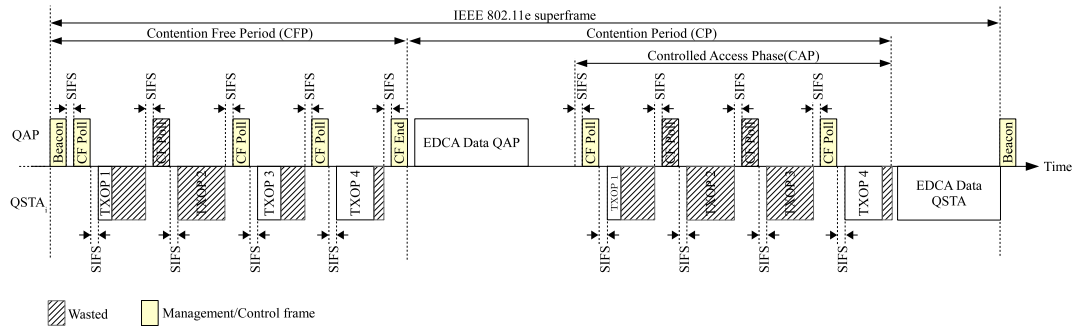 IEEE 802.11e superframe
Contention Free Period (CFP)
Contention Period (CP)
Controlled Access Phase(CAP)
SIFS
SIFS
SIFS
SIFS
SIFS
SIFS
SIFS
SIFS
SIFS
QAP
Beacon
CF Poll
CF Poll
CF Poll
CF Poll
CF End
EDCA Data QAP
CF Poll
CF Poll
CF Poll
CF Poll
Beacon
Time
QSTAi
TXOP 1
TXOP 2
TXOP 3
TXOP 4
TXOP 1
TXOP 2
TXOP 3
TXOP 4
EDCA Data
QSTA
SIFS
SIFS
SIFS
SIFS
SIFS
SIFS
SIFS
SIFS
Wasted
Management/Control frame